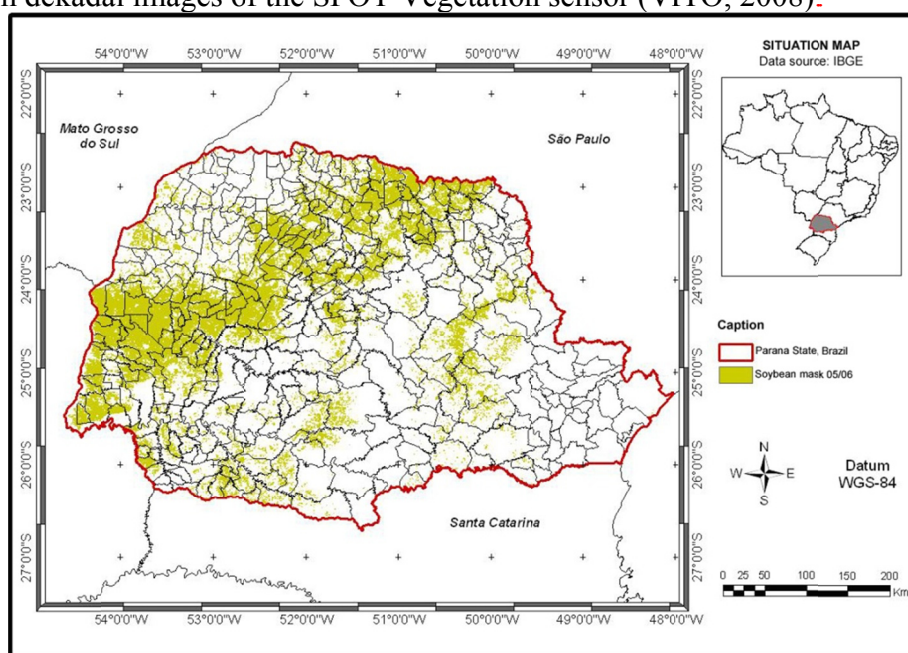 n dekadal images of the SPOT Vegetation sensor (VITO, 2008).
54°0'0"W 53°0'0"W 52°0'0"W 51°0'0"W 50°0'0"W 49°0'0"W 48°0'0"W
22°0'0"S
23°0'0"S
24°0'0"S
25°0'0"S
26°0'0"S
27°0'0"S
Mato Grosso
do Sul
São Paulo
Santa Catarina
22°0'0"S
23°0'0"S
24°0'0"S
25°0'0"S
26°0'0"S
27°0'0"S
54°0'0"W 53°0'0"W 52°0'0"W 51°0'0"W 50°0'0"W 49°0'0"W 48°0'0"W
SITUATION MAP
Data source: IBGE
Caption
Parana State, Brazil
Soybean mask 05/06
N
W E
S
Datum
WGS-84
0 25 50 100 150 200
Km